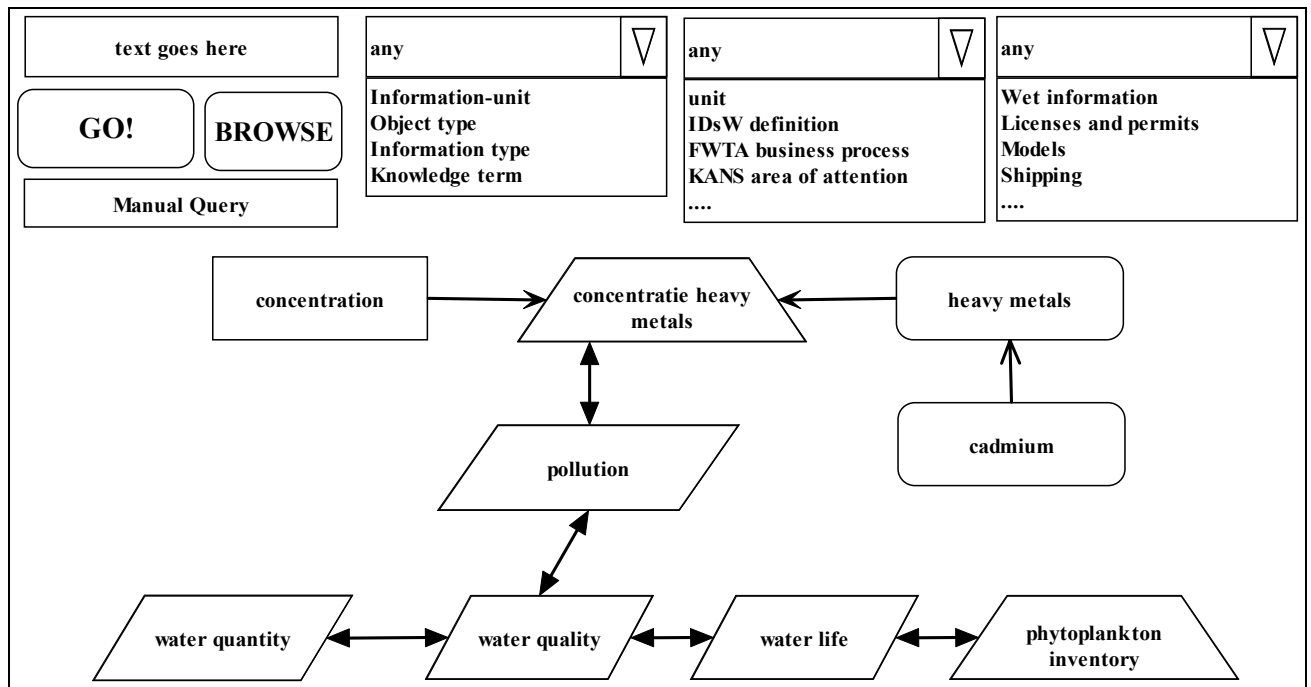 text goes here
GO!
BROWSE
Manual Query
any
Information-unit
Object type
Information type
Knowledge term
any
unit
IDsW definition
FWTA business process
KANS area of attention
....
any
Wet information
Licenses and permits
Models
Shipping
....
concentration
concentratie heavy
metals
heavy metals
cadmium
pollution
water quantity
water quality
water life
phytoplankton
inventory